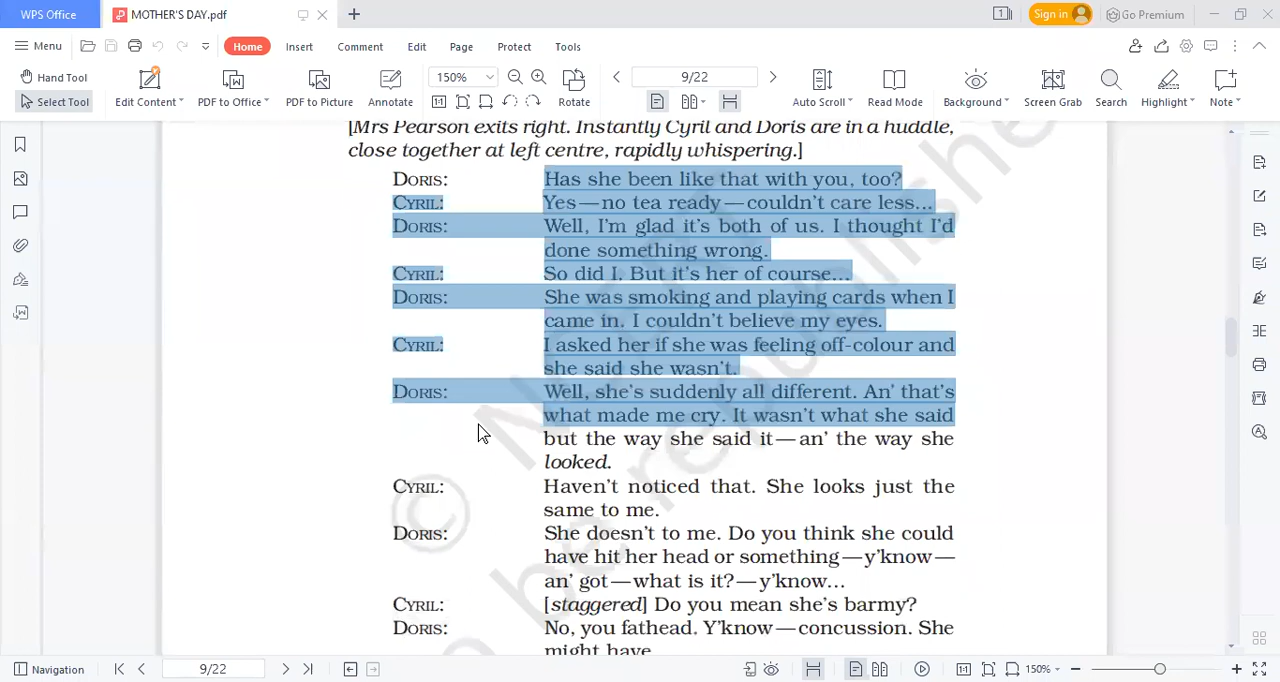 WPS Office
MOTHER'S DAY.pdf
1
Sign in
Go Premium
Menu
Home
Insert
Comment
Edit
Page
Protect
Tools
Hand Tool
Select Tool
Edit Content
PDF to Office
PDF to Picture
Annotate
150%
Rotate
9/22
Auto Scroll
Read Mode
Background
Screen Grab
Search
Highlight
Note
[Mrs Pearson exits right. Instantly Cyril and Doris are in a huddle,
close together at left centre, rapidly whispering.]
DORIS: Has she been like that with you, too?
CYRIL: Yes—no tea ready—couldn't care less...
DORIS: Well, I'm glad it's both of us. I thought I'd
done something wrong.
CYRIL: So did I. But it's her of course...
DORIS: She was smoking and playing cards when I
came in. I couldn't believe my eyes.
CYRIL: I asked her if she was feeling off-colour and
she said she wasn't.
DORIS: Well, she's suddenly all different. An' that's
what made me cry. It wasn't what she said
but the way she said it—an' the way she
looked.
CYRIL: Haven't noticed that. She looks just the
same to me.
DORIS: She doesn't to me. Do you think she could
have hit her head or something—y'know—
an' got—what is it?—y'know...
CYRIL: [staggered] Do you mean she's barmy?
DORIS: No, you fathead. Y'know—concussion. She
might have
Navigation
9/22
150%